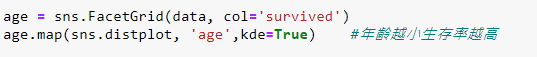 age = sns.FacetGrid(data, col='survived')
age.map(sns.distplot, 'age',kde=True)    #年齡越小生存率越高